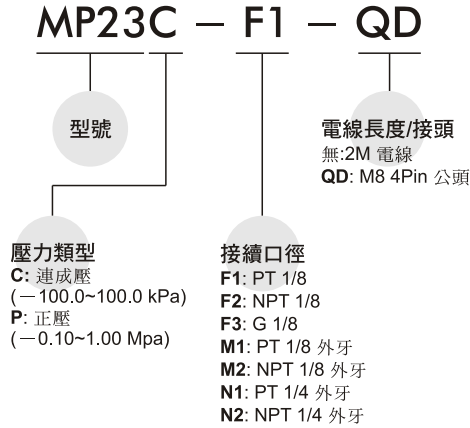 MP23C － F1 － QD
型號
電線長度/接頭
無:2M 電線
QD: M8 4Pin 公頭
壓力類型
C: 連成壓
(－100.0~100.0 kPa)
P: 正壓
(－0.10~1.00 Mpa)
接續口徑
F1: PT 1/8
F2: NPT 1/8
F3: G 1/8
M1: PT 1/8 外牙
M2: NPT 1/8 外牙
N1: PT 1/4 外牙
N2: NPT 1/4 外牙